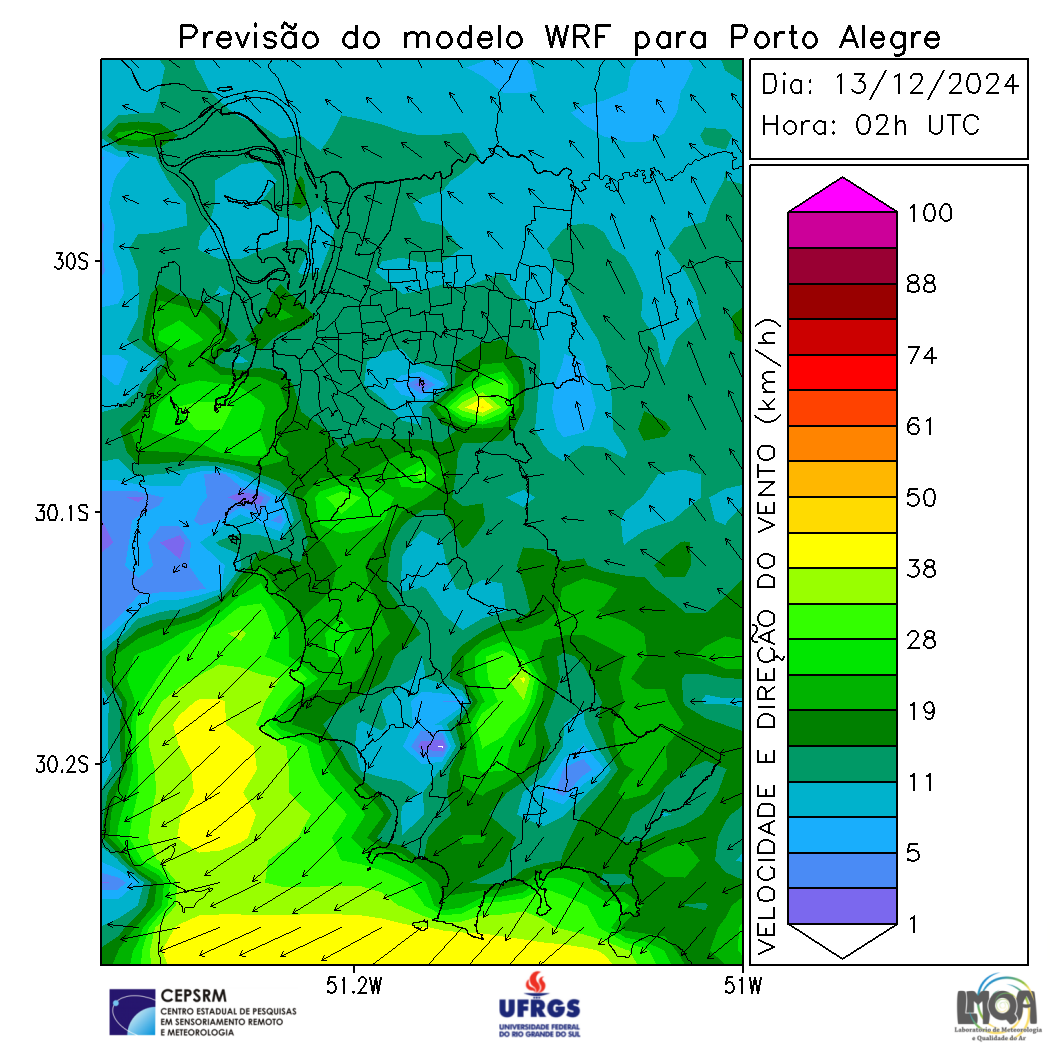 Previsão do modelo WRF para Porto Alegre
Dia: 13/12/2024
Hora: 02h UTC
30S
30.1S
30.2S
51.2W
51W
VELOCIDADE E DIREÇÃO DO VENTO (km/h)
100
88
74
61
50
38
28
19
11
5
1
CEPSRM
CENTRO ESTADUAL DE PESQUISAS
EM SENSORIAMENTO REMOTO
E METEOROLOGIA
UFRGS
UNIVERSIDADE FEDERAL
DO RIO GRANDE DO SUL
LMQA
Laboratório de Meteorologia
e Qualidade do Ar